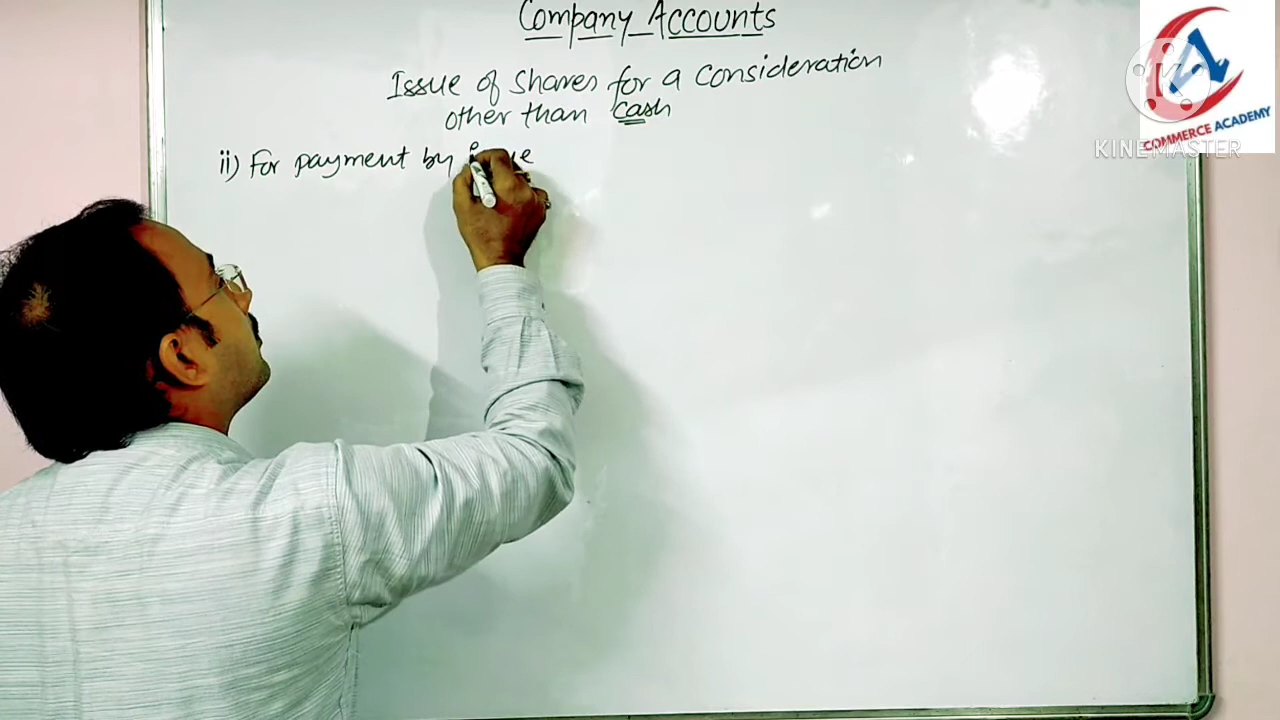 Company Accounts
Issue of shares for a consideration
other than cash
ii) For payment by
COMMERCE ACADEMY
KINEMASTER